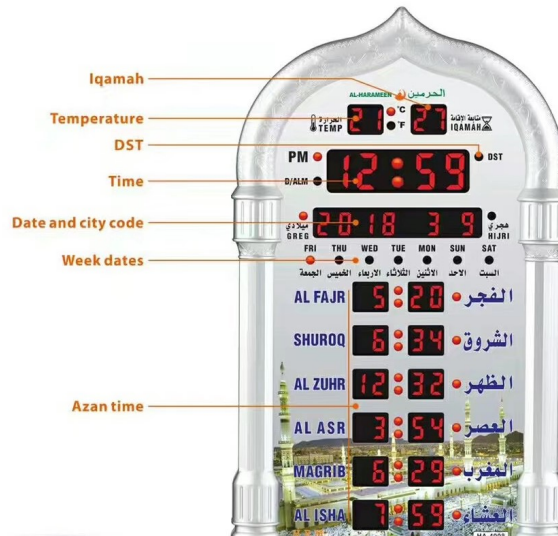 Iqamah
AL-HARAMEEN الحرمين
Temperature
الحرارة TEMP 21 °C °F 27 ساعة الاقامة IQAMAH
DST
PM 12:59 DST
Time
D/ALM
Date and city code
ميلادي GREG 2018 3 9 هجري HIJRI
Week dates
FRI THU WED TUE MON SUN SAT
الجمعة الخميس الاربعاء الثلاثاء الاثنين الاحد السبت
AL FAJR 5:20 الفجر
SHUROQ 6:34 الشروق
AL ZUHR 12:32 الظهر
Azan time
AL ASR 3:54 العصر
MAGRIB 6:29 المغرب
AL ISHA 7:59 العشاء